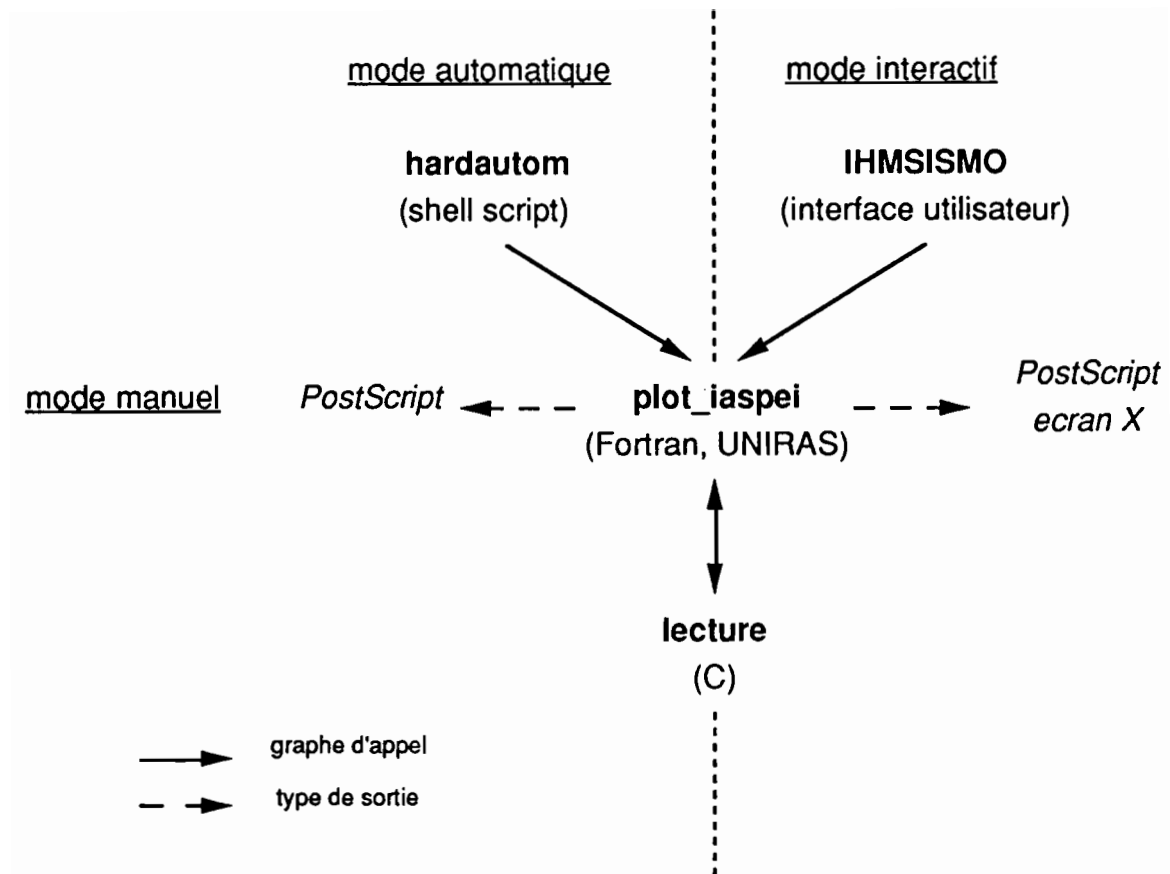 mode automatique
mode interactif
hardautom
(shell script)
IHMSISMO
(interface utilisateur)
mode manuel
PostScript
plot_iaspei
(Fortran, UNIRAS)
PostScript
ecran X
lecture
(C)
graphe d'appel
type de sortie